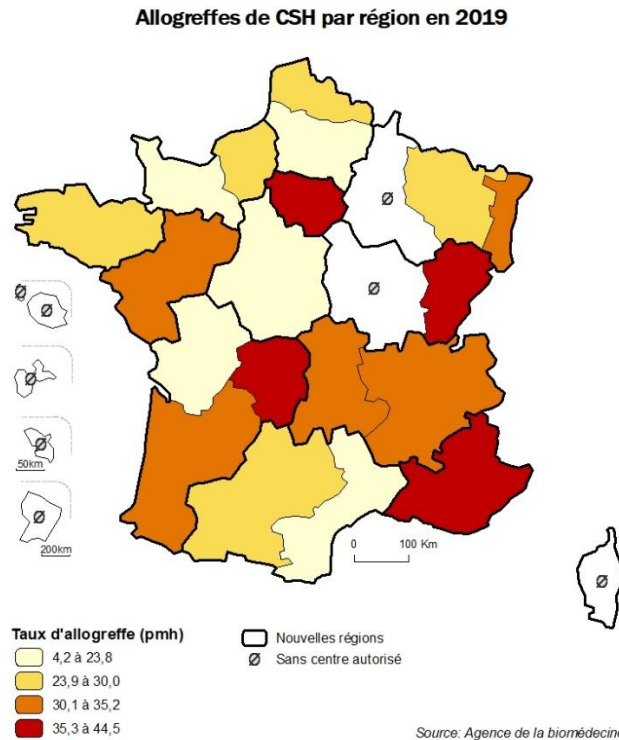 Allogreffes de CSH par région en 2019
50km
200km
0 100 Km
Taux d'allogreffe (pmh)
4,2 à 23,8
23,9 à 30,0
30,1 à 35,2
35,3 à 44,5
Nouvelles régions
Sans centre autorisé
Source: Agence de la biomédecine